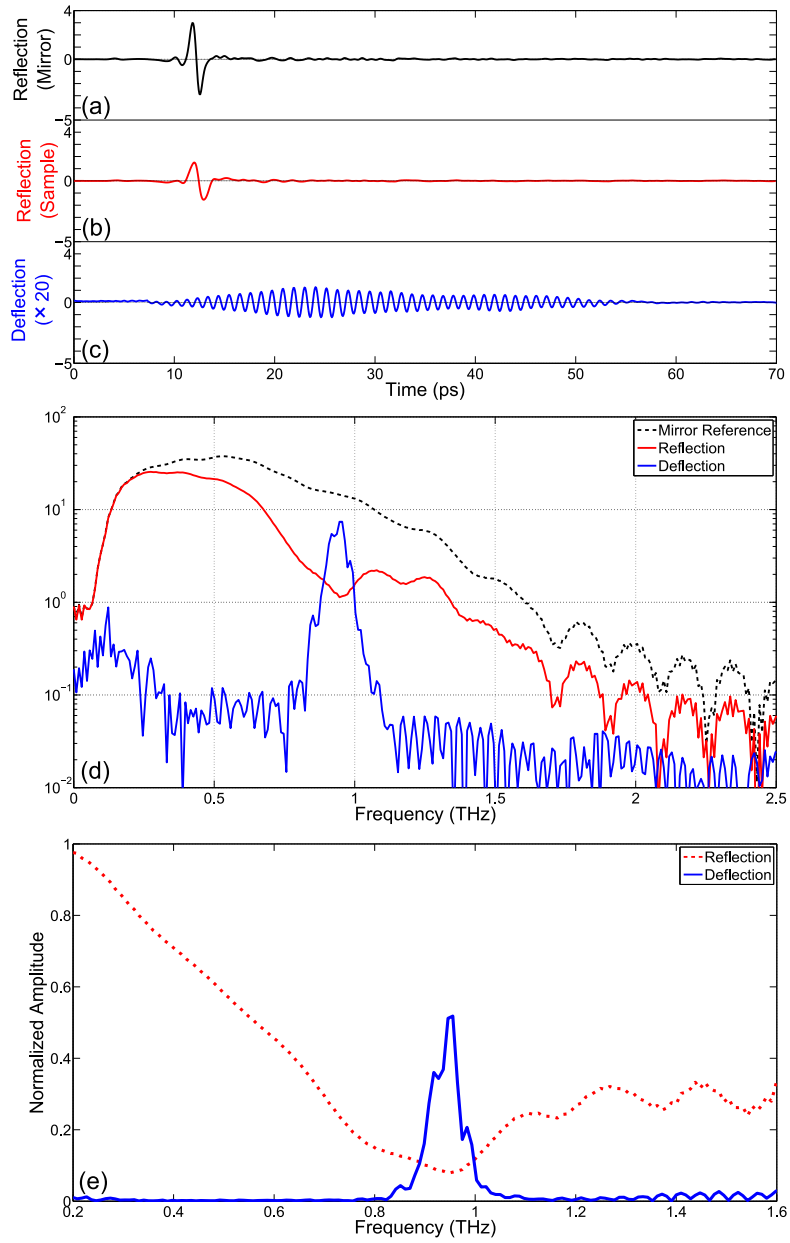 4
0
−5
Reflection
(Mirror)
(a)
4
0
−5
Reflection
(Sample)
(b)
4
0
−5
Deflection
(× 20)
(c)
0 10 20 30 40 50 60 70
Time (ps)
10² 
10¹
10⁰
10⁻¹
10⁻²
Mirror Reference
Reflection
Deflection
(d)
0 0.5 1 1.5 2 2.5
Frequency (THz)
1
0.8
0.6
0.4
0.2
0
Normalized Amplitude
Reflection
Deflection
(e)
0.2 0.4 0.6 0.8 1 1.2 1.4 1.6
Frequency (THz)